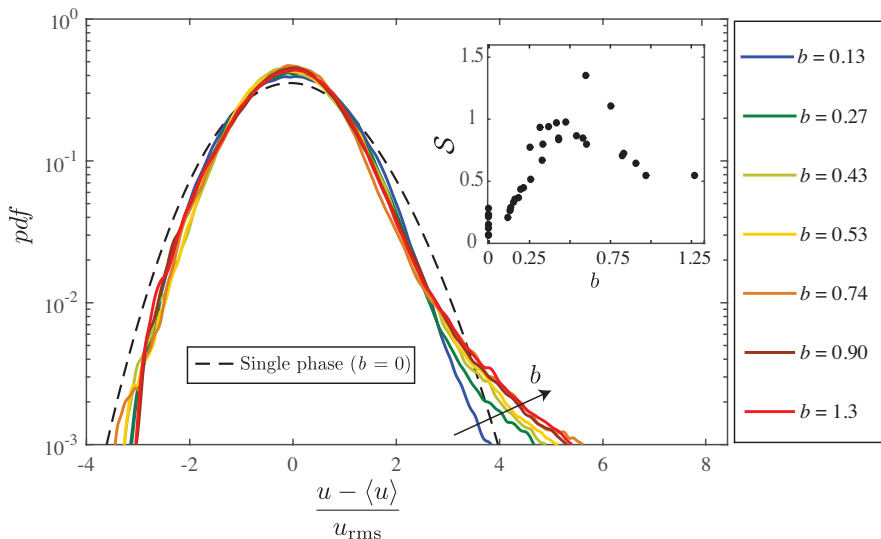 10^0
10^{-1}
10^{-2}
10^{-3}
pdf
-4 -2 0 2 4 6 8
u − ⟨u⟩
u_rms
Single phase (b = 0)
b
1.5
1
0.5
0
S
0 0.25 0.75 1.25
b
b = 0.13
b = 0.27
b = 0.43
b = 0.53
b = 0.74
b = 0.90
b = 1.3